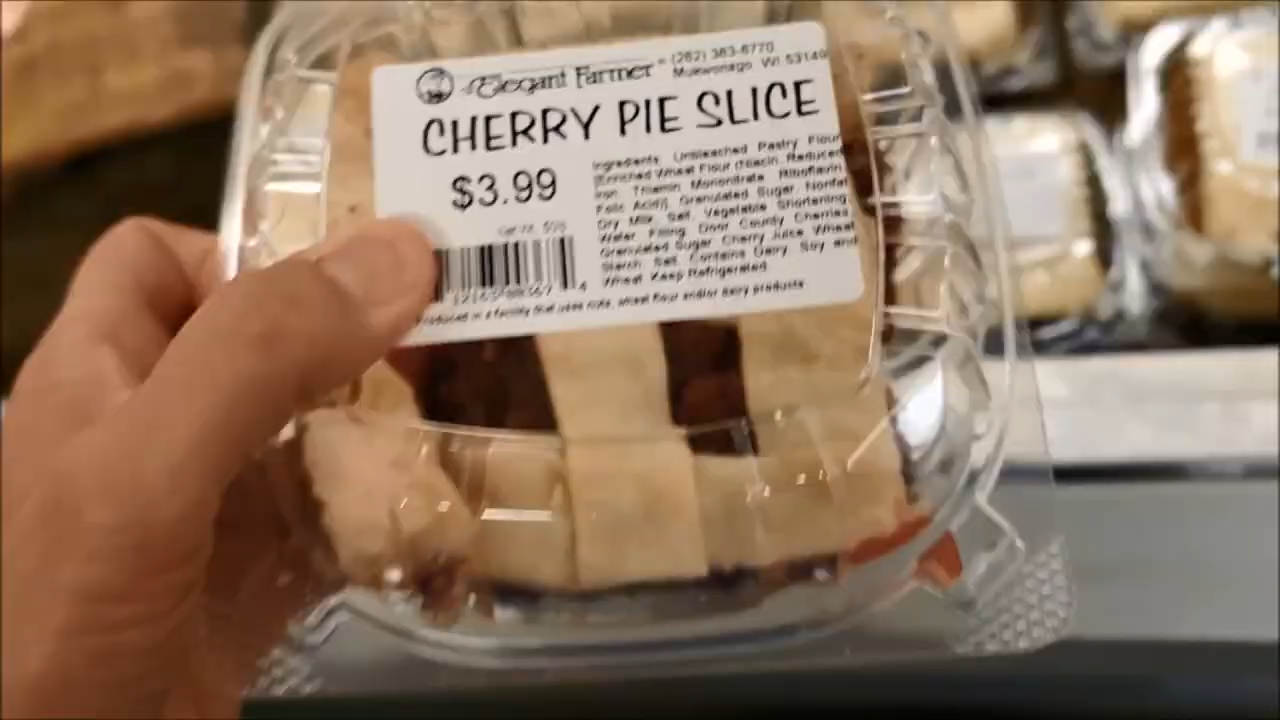 Elegant Farmer ® (262) 363-6770
Mukwonago WI 53149
CHERRY PIE SLICE
$3.99
Ingredients: Unbleached Pastry Flour
[Enriched Wheat Flour (Niacin, Reduced
Iron, Thiamin Mononitrate, Riboflavin,
Folic Acid)], Granulated Sugar, Nonfat
Dry Milk, Salt, Vegetable Shortening,
Water. Filling: Door County Cherries,
Granulated Sugar Cherry Juice Wheat
Starch, Salt. Contains Dairy, Soy and
Wheat. Keep Refrigerated.
Produced in a facility that uses nuts, wheat flour and/or dairy products